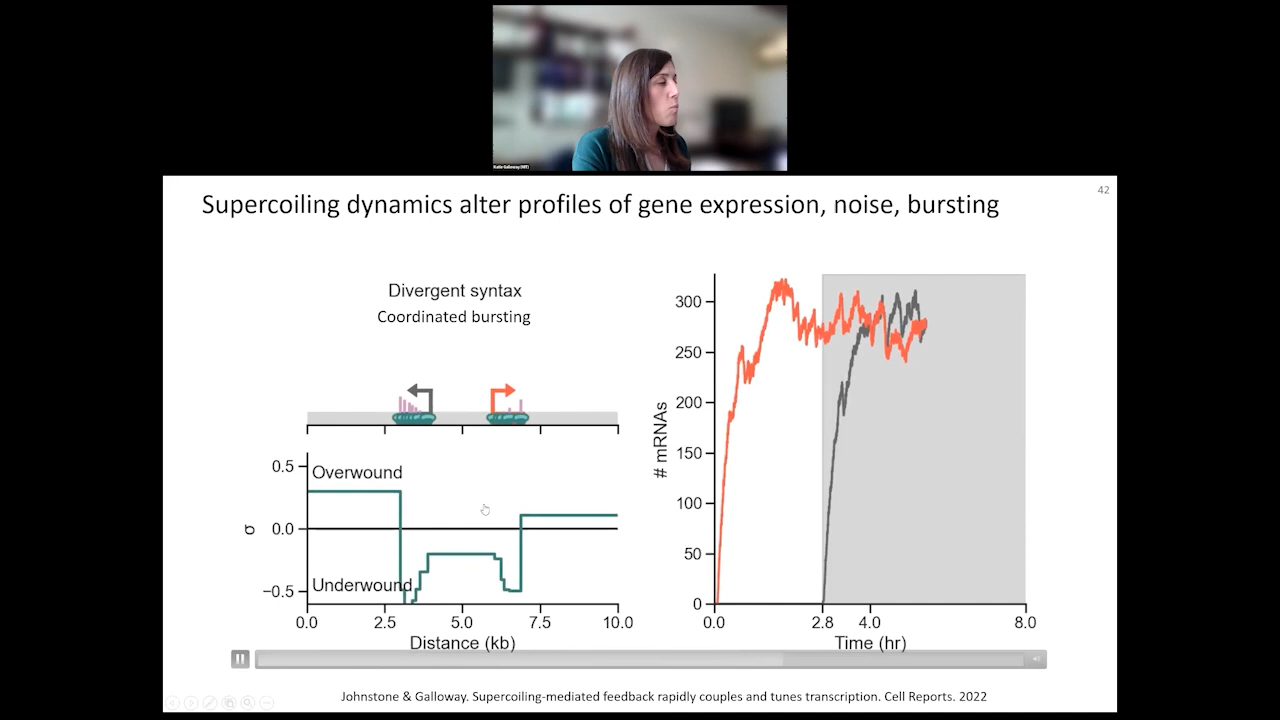 Katie Galloway (MIT)
42
Supercoiling dynamics alter profiles of gene expression, noise, bursting
Divergent syntax
Coordinated bursting
0.5
Overwound
σ
0.0
Underwound
−0.5
0.0 2.5 5.0 7.5 10.0
Distance (kb)
# mRNAs
300
250
200
150
100
50
0
0.0 2.8 4.0 8.0
Time (hr)
Johnstone & Galloway. Supercoiling-mediated feedback rapidly couples and tunes transcription. Cell Reports. 2022